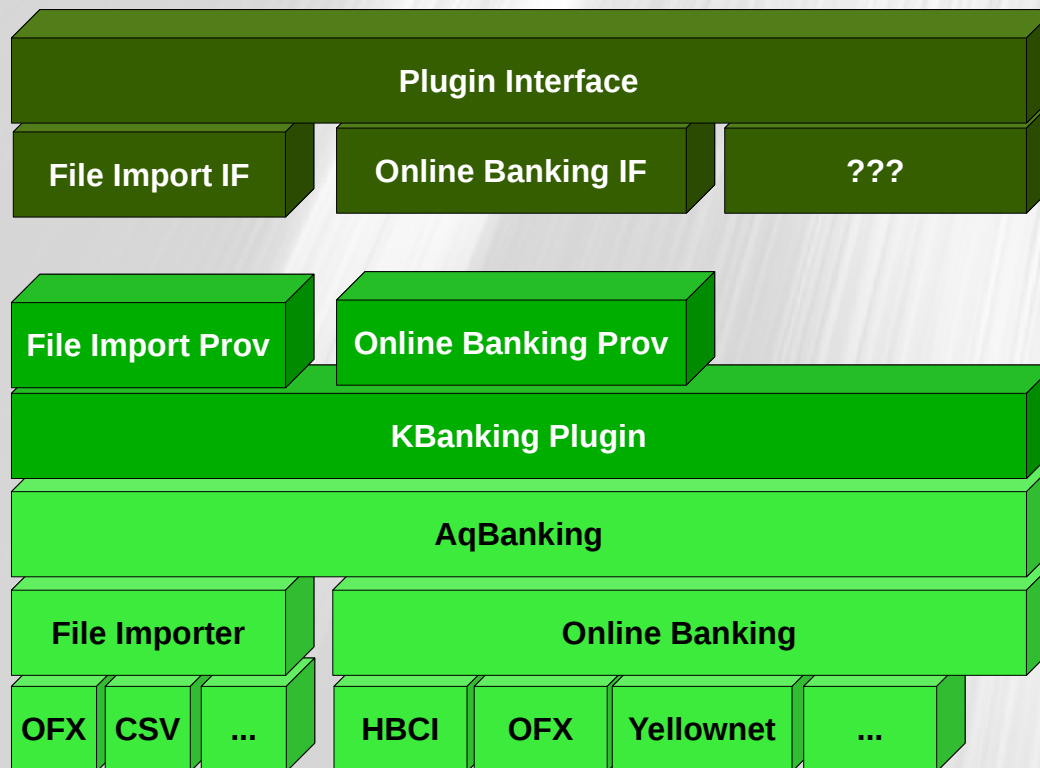 Plugin Interface
File Import IF
Online Banking IF
???
File Import Prov
Online Banking Prov
KBanking Plugin
AqBanking
File Importer
Online Banking
OFX
CSV
...
HBCI
OFX
Yellownet
...